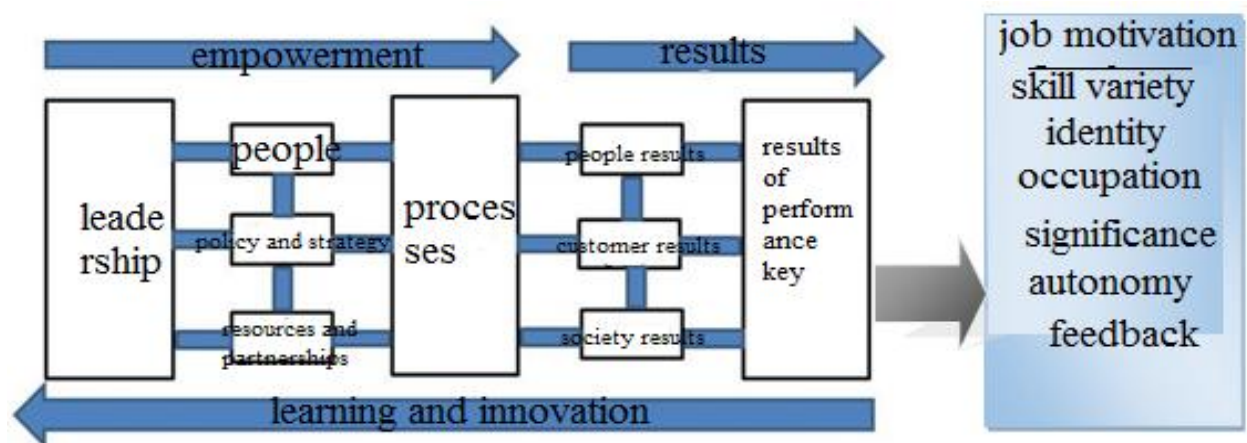 empowerment
results
job motivation
skill variety
identity
occupation
significance
autonomy
feedback
leade
rship
people
policy and strategy
resources and
partnerships
proces
ses
people results
customer results
society results
results
of
perform
ance
key
learning and innovation